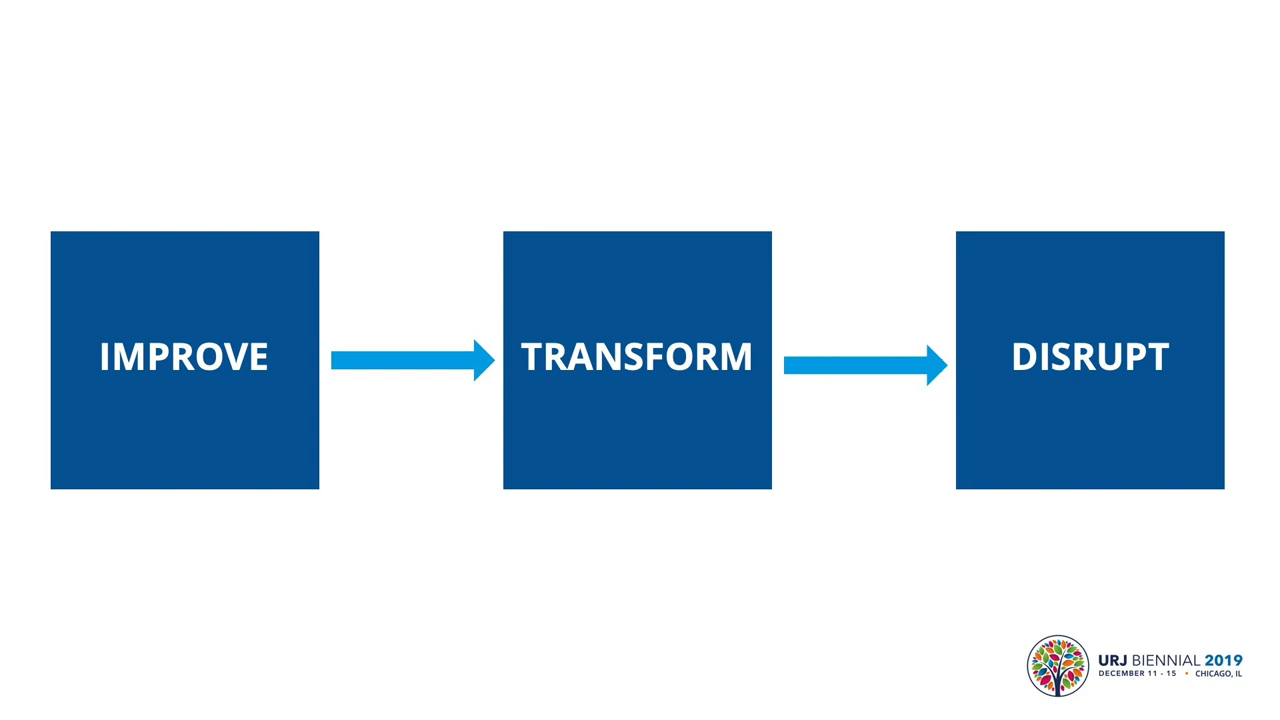 IMPROVE
TRANSFORM
DISRUPT
URJ BIENNIAL 2019
DECEMBER 11 - 15 • CHICAGO, IL